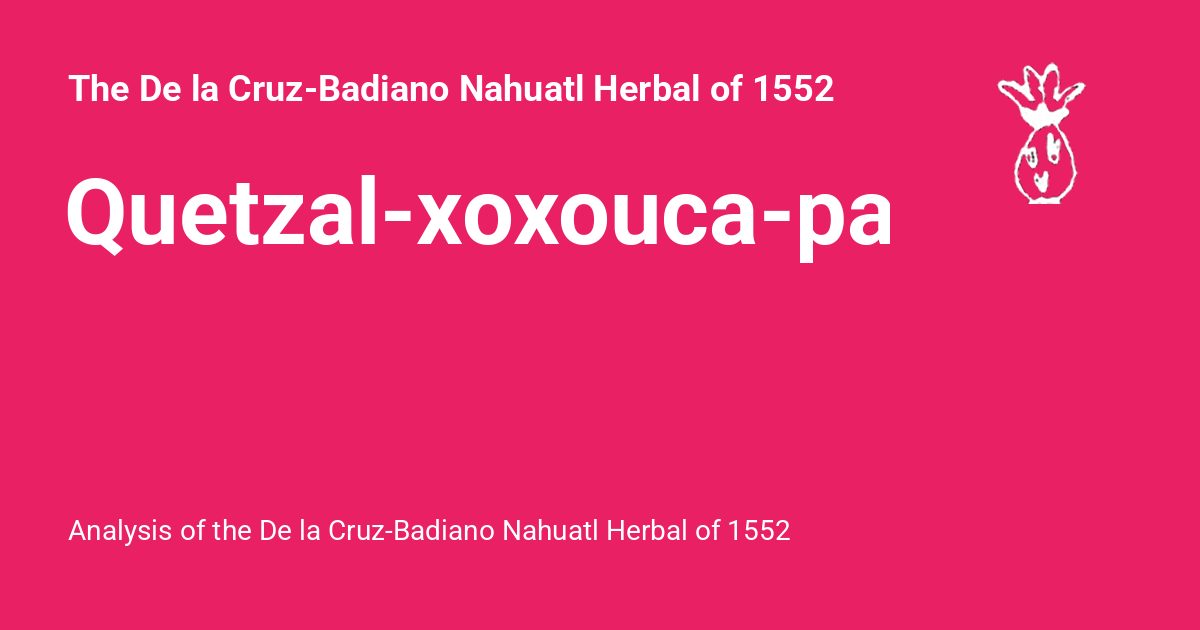 The De la Cruz-Badiano Nahuatl Herbal of 1552
Quetzal-xoxouca-pa
Analysis of the De la Cruz-Badiano Nahuatl Herbal of 1552